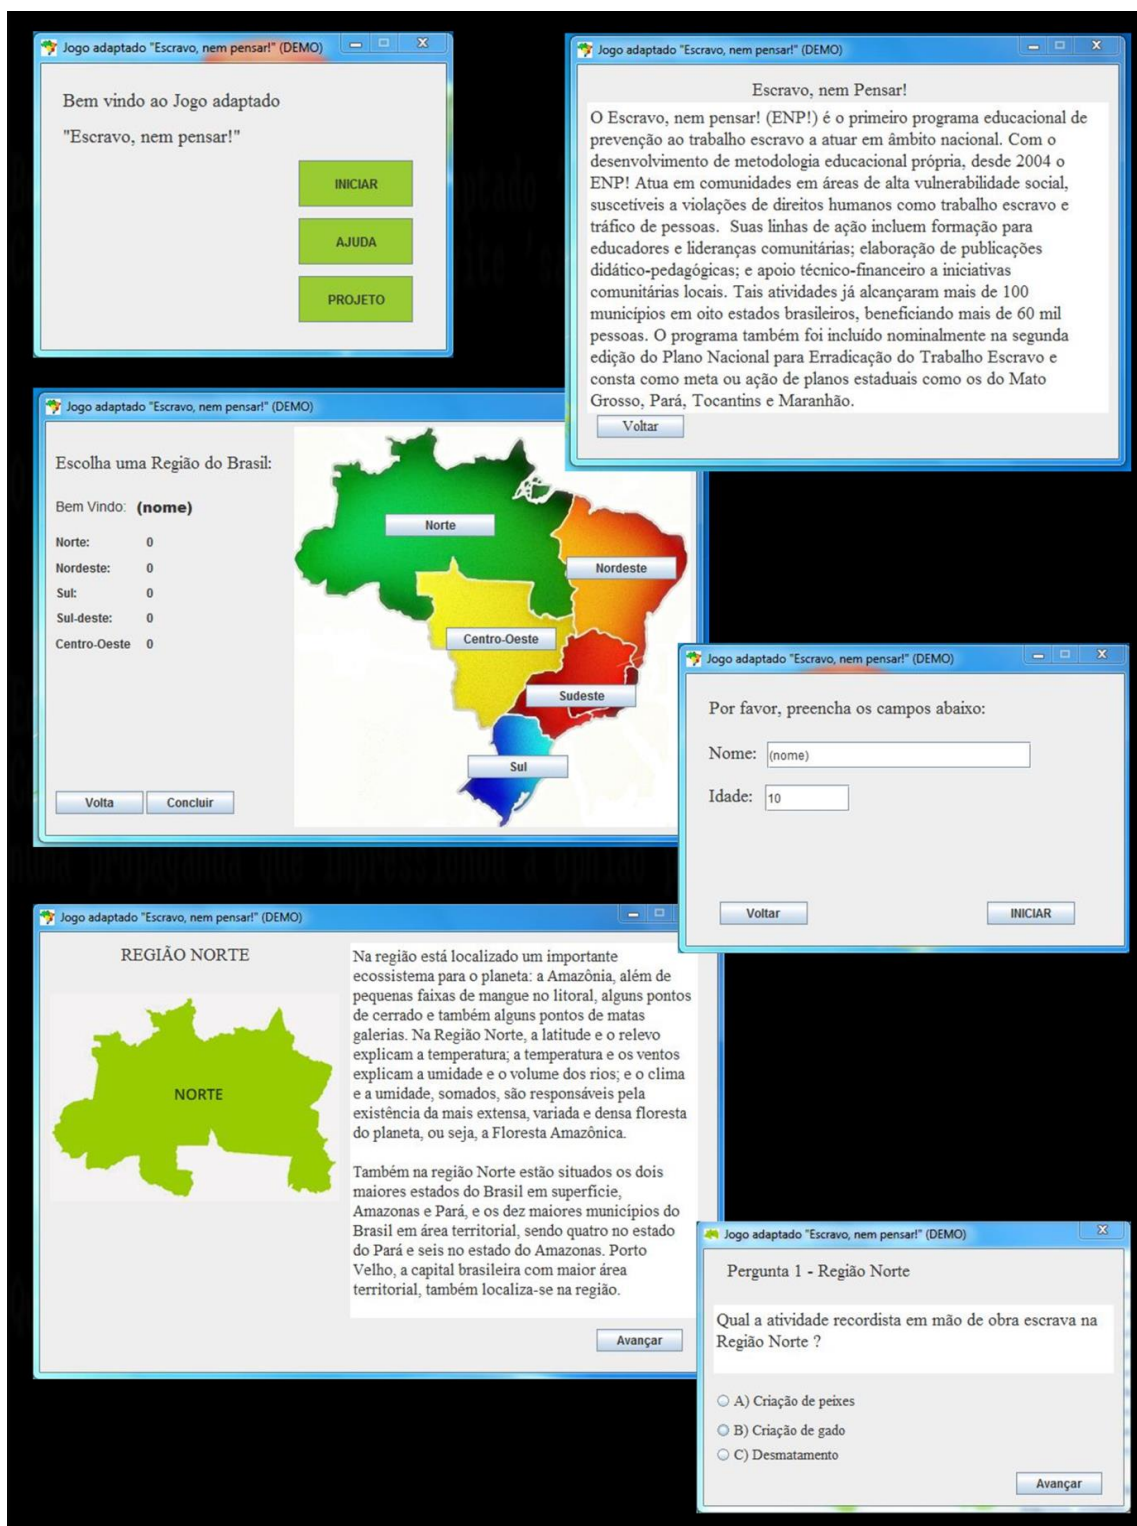 Jogo adaptado "Escravo, nem pensar!" (DEMO)
Bem vindo ao Jogo adaptado
"Escravo, nem pensar!"
INICIAR
AJUDA
PROJETO
Jogo adaptado "Escravo, nem pensar!" (DEMO)
Escravo, nem Pensar!
O Escravo, nem pensar! (ENP!) é o primeiro programa educacional de
prevenção ao trabalho escravo a atuar em âmbito nacional. Com o
desenvolvimento de metodologia educacional própria, desde 2004 o
ENP! Atua em comunidades em áreas de alta vulnerabilidade social,
suscetíveis a violações de direitos humanos como trabalho escravo e
tráfico de pessoas. Suas linhas de ação incluem formação para
educadores e lideranças comunitárias; elaboração de publicações
didático-pedagógicas; e apoio técnico-financeiro a iniciativas
comunitárias locais. Tais atividades já alcançaram mais de 100
municípios em oito estados brasileiros, beneficiando mais de 60 mil
pessoas. O programa também foi incluído nominalmente na segunda
edição do Plano Nacional para Erradicação do Trabalho Escravo e
consta como meta ou ação de planos estaduais como os do Mato
Grosso, Pará, Tocantins e Maranhão.
Voltar
Jogo adaptado "Escravo, nem pensar!" (DEMO)
Escolha uma Região do Brasil:
Bem Vindo: (nome)
Norte: 0
Nordeste: 0
Sul: 0
Sul-deste: 0
Centro-Oeste 0
Volta Concluir
Norte
Nordeste
Centro-Oeste
Sudeste
Sul
Jogo adaptado "Escravo, nem pensar!" (DEMO)
Por favor, preencha os campos abaixo:
Nome: (nome)
Idade: 10
Voltar INICIAR
Jogo adaptado "Escravo, nem pensar!" (DEMO)
REGIÃO NORTE
NORTE
Na região está localizado um importante
ecossistema para o planeta: a Amazônia, além de
pequenas faixas de mangue no litoral, alguns pontos
de cerrado e também alguns pontos de matas
galerias. Na Região Norte, a latitude e o relevo
explicam a temperatura; a temperatura e os ventos
explicam a umidade e o volume dos rios; e o clima
e a umidade, somados, são responsáveis pela
existência da mais extensa, variada e densa floresta
do planeta, ou seja, a Floresta Amazônica.
Também na região Norte estão situados os dois
maiores estados do Brasil em superfície,
Amazonas e Pará, e os dez maiores municípios do
Brasil em área territorial, sendo quatro no estado
do Pará e seis no estado do Amazonas. Porto
Velho, a capital brasileira com maior área
territorial, também localiza-se na região.
Avançar
Jogo adaptado "Escravo, nem pensar!" (DEMO)
Pergunta 1 - Região Norte
Qual a atividade recordista em mão de obra escrava na
Região Norte ?
A) Criação de peixes
B) Criação de gado
C) Desmatamento
Avançar